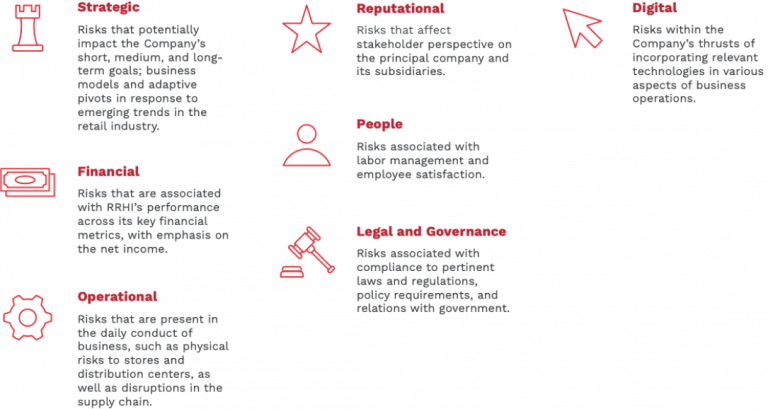 Strategic
Risks that potentially
impact the Company's
short, medium, and long-
term goals; business
models and adaptive
pivots in response to
emerging trends in the
retail industry.
Financial
Risks that are associated
with RRHI's performance
across its key financial
metrics, with emphasis on
the net income.
Operational
Risks that are present in
the daily conduct of
business, such as physical
risks to stores and
distribution centers, as
well as disruptions in the
supply chain.
Reputational
Risks that affect
stakeholder perspective on
the principal company and
its subsidiaries.
People
Risks associated with
labor management and
employee satisfaction.
Legal and Governance
Risks associated with
compliance to pertinent
laws and regulations,
policy requirements, and
relations with government.
Digital
Risks within the
Company's thrusts of
incorporating relevant
technologies in various
aspects of business
operations.